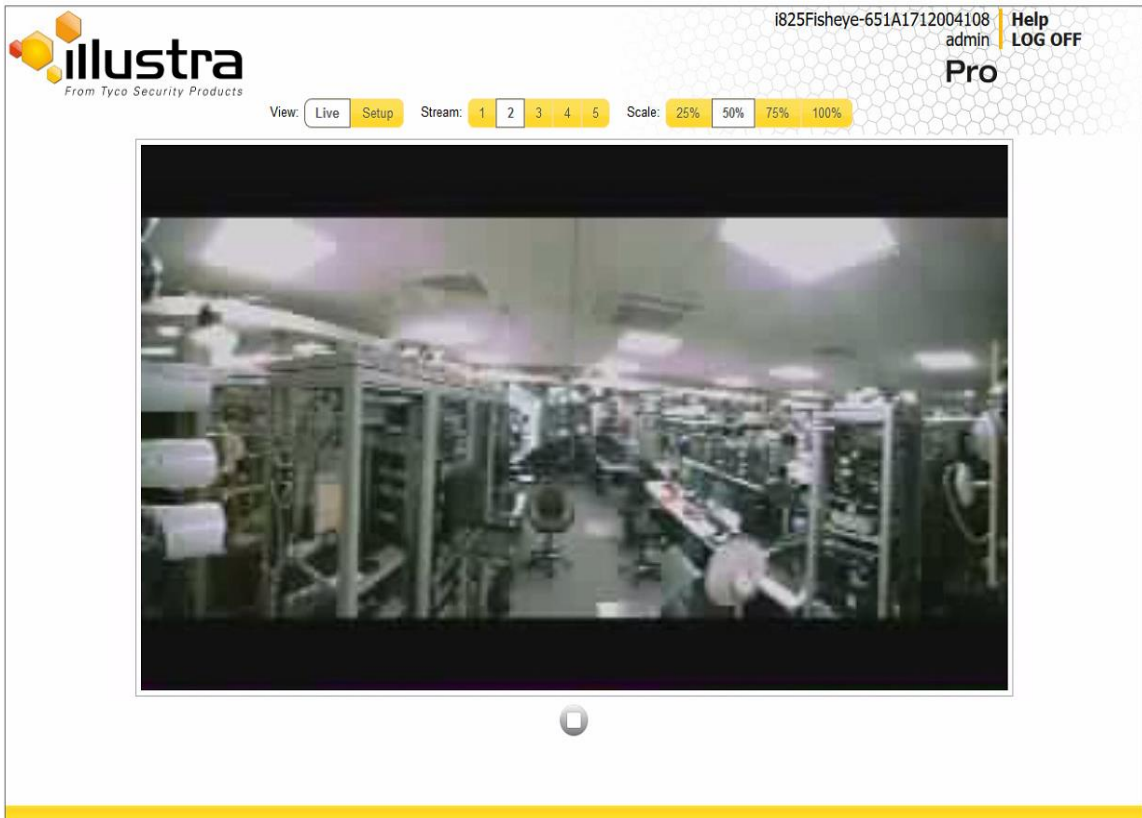 illustra
From Tyco Security Products
i825Fisheye-651A1712004108
admin
Help
LOG OFF
Pro
View: Live Setup Stream: 1 2 3 4 5 Scale: 25% 50% 75% 100%